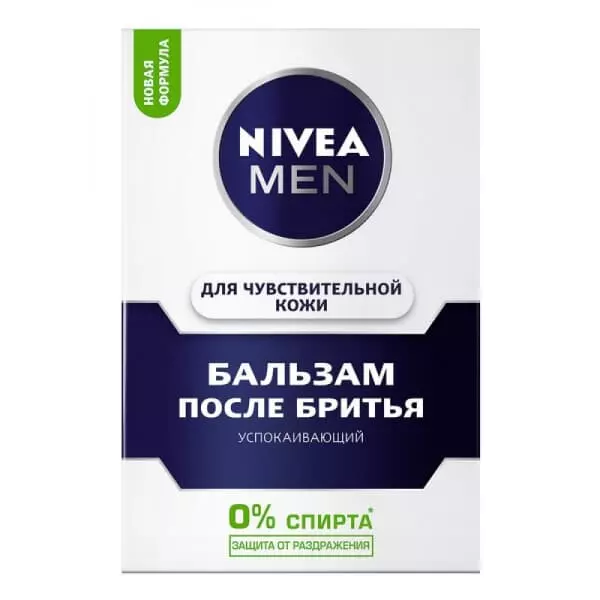 НОВАЯ
ФОРМУЛА
NIVEA
MEN
ДЛЯ ЧУВСТВИТЕЛЬНОЙ
КОЖИ
БАЛЬЗАМ
ПОСЛЕ БРИТЬЯ
УСПОКАИВАЮЩИЙ
0% СПИРТА*
ЗАЩИТА ОТ РАЗДРАЖЕНИЯ